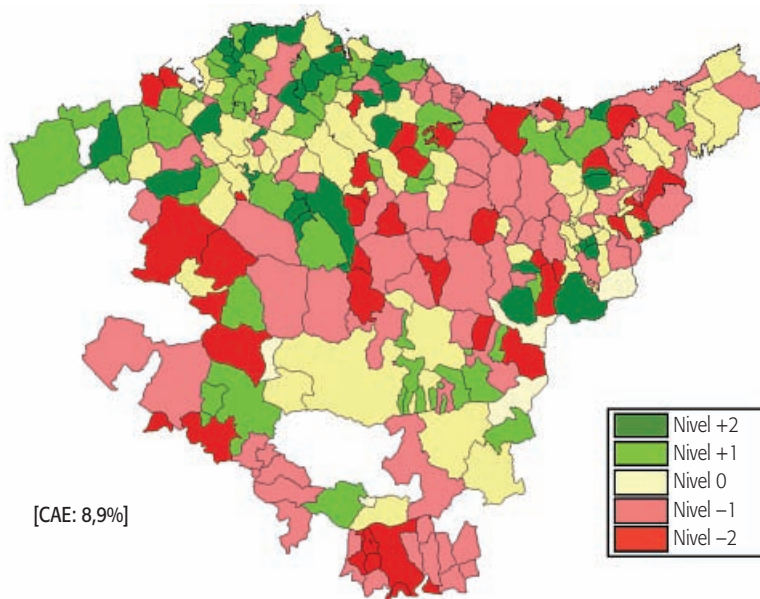 Nivel +2
Nivel +1
Nivel 0
Nivel –1
Nivel –2
[CAE: 8,9%]